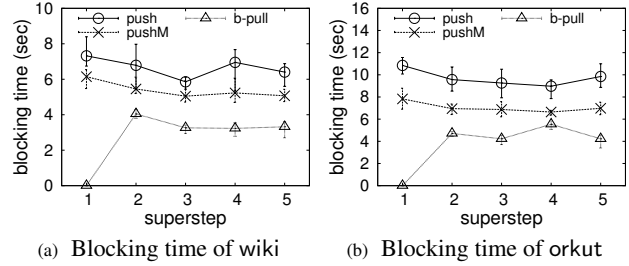 push
b-pull
pushM
blocking time (sec)
10
8
6
4
2
0
1 2 3 4 5
superstep
(a) Blocking time of wiki
push
b-pull
pushM
blocking time (sec)
16
14
12
10
8
6
4
2
0
1 2 3 4 5
superstep
(b) Blocking time of orkut